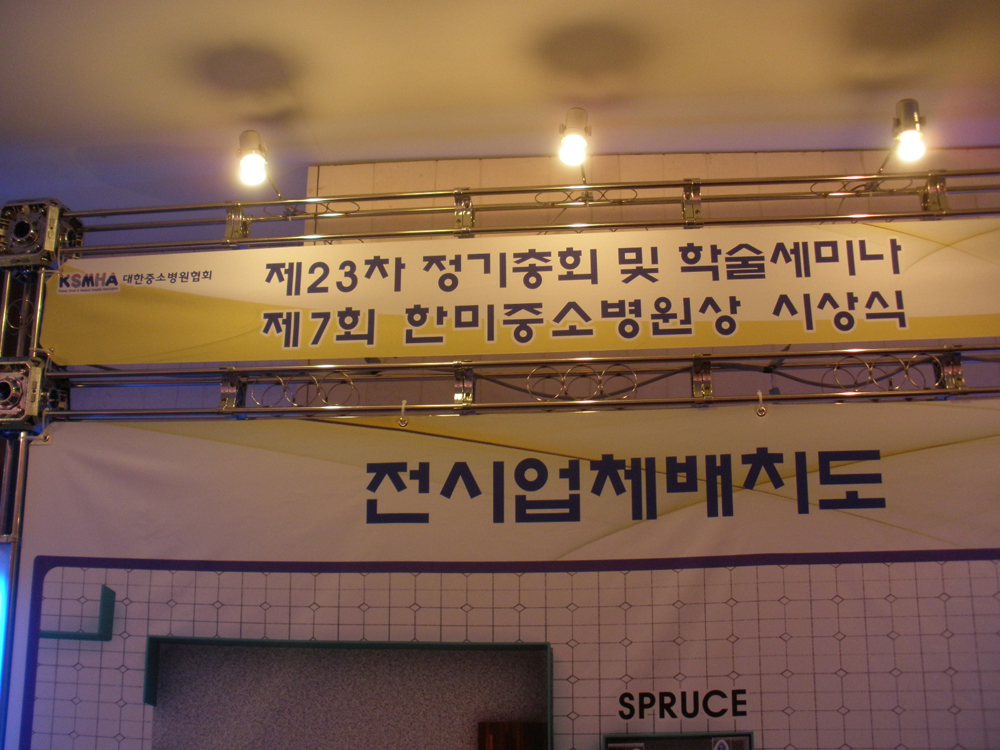 KSMHA 대한중소병원협회
제23차 정기총회 및 학술세미나
제7회 한미중소병원상 시상식
전시업체배치도
SPRUCE